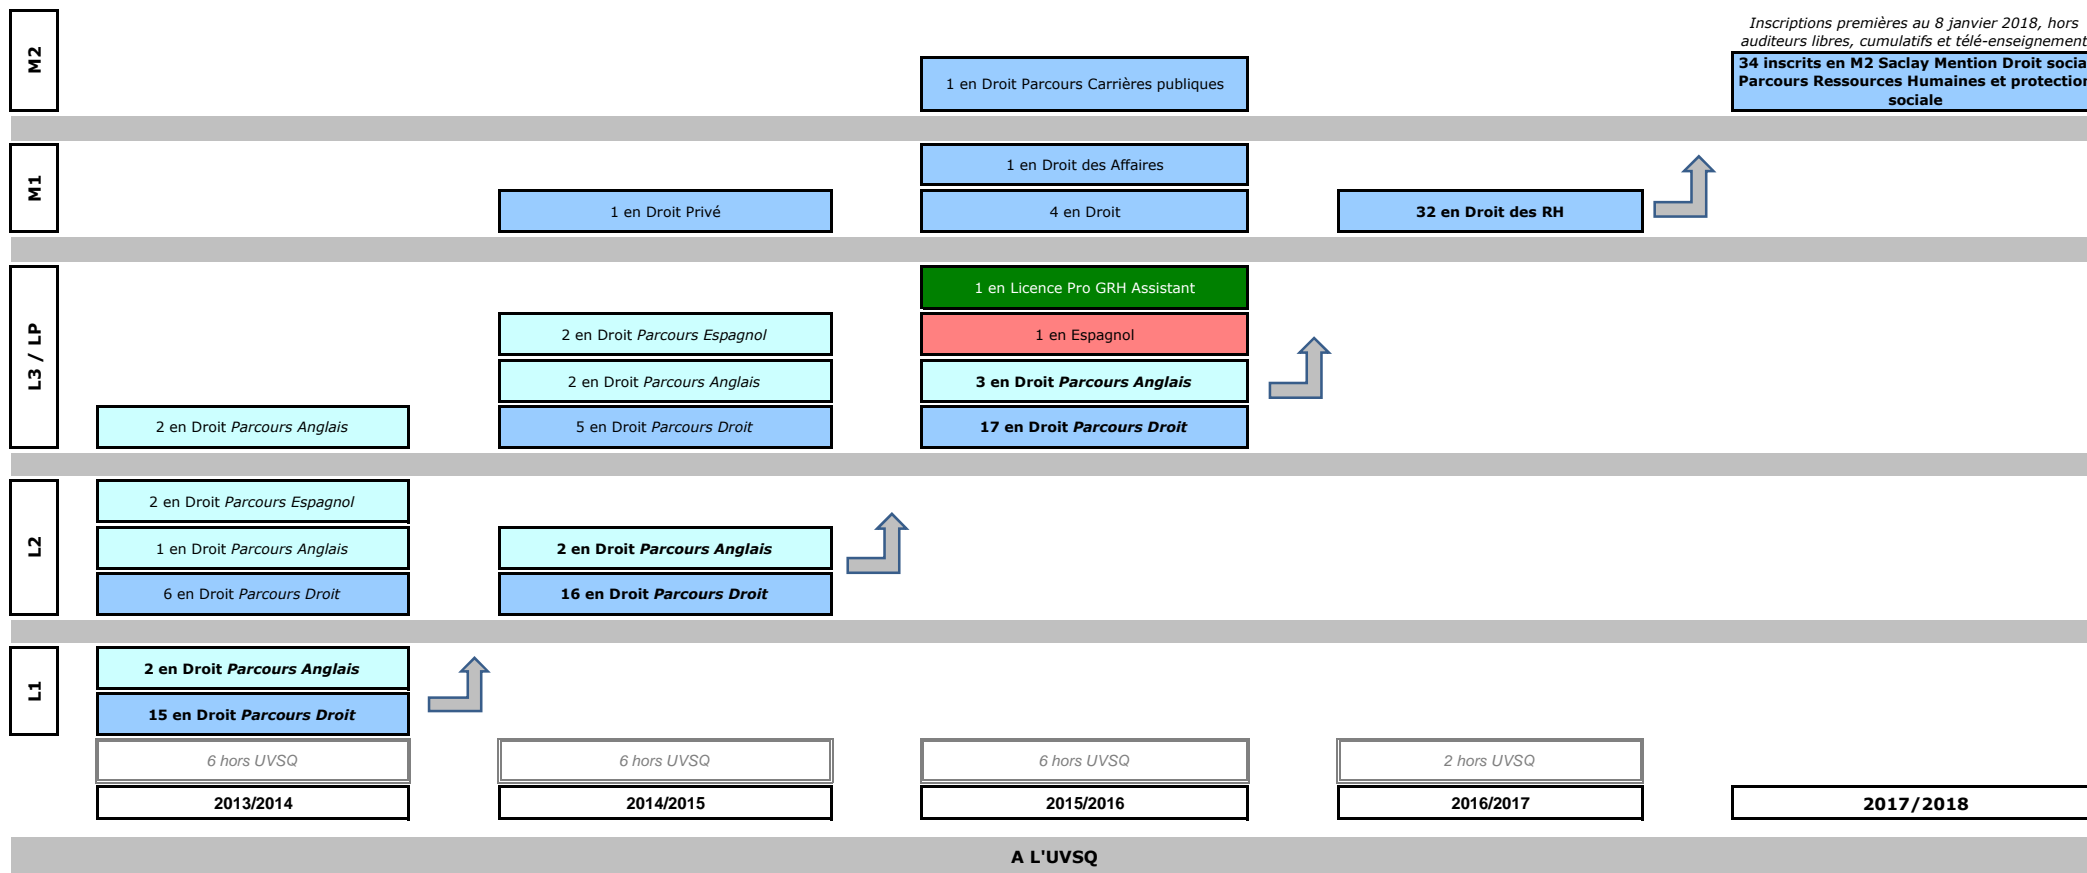 M2
Inscriptions premières au 8 janvier 2018, hors
auditeurs libres, cumulatifs et télé-enseignement
1 en Droit Parcours Carrières publiques
34 inscrits en M2 Saclay Mention Droit socia
Parcours Ressources Humaines et protection
sociale
M1
1 en Droit des Affaires
1 en Droit Privé
4 en Droit
32 en Droit des RH
L3 / LP
1 en Licence Pro GRH Assistant
2 en Droit Parcours Espagnol
1 en Espagnol
2 en Droit Parcours Anglais
3 en Droit Parcours Anglais
2 en Droit Parcours Anglais
5 en Droit Parcours Droit
17 en Droit Parcours Droit
L2
2 en Droit Parcours Espagnol
1 en Droit Parcours Anglais
2 en Droit Parcours Anglais
6 en Droit Parcours Droit
16 en Droit Parcours Droit
L1
2 en Droit Parcours Anglais
15 en Droit Parcours Droit
6 hors UVSQ
6 hors UVSQ
6 hors UVSQ
2 hors UVSQ
2013/2014
2014/2015
2015/2016
2016/2017
2017/2018
A L'UVSQ